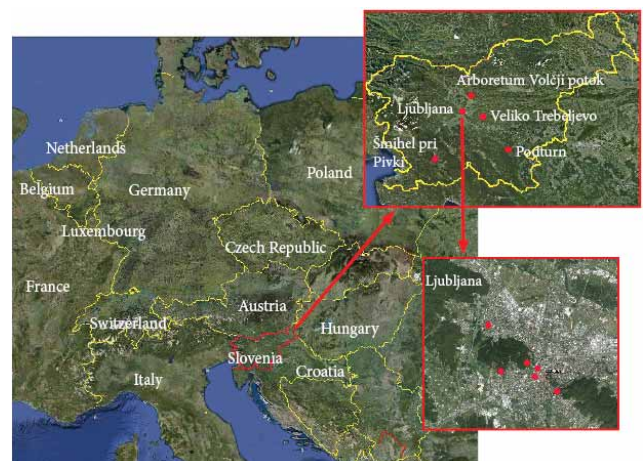 Netherlands
Belgium
Luxembourg
France
Germany
Poland
Czech Republic
Switzerland
Austria
Hungary
Slovenia
Croatia
Italy
Arboretum Volčji potok
Ljubljana
Veliko Trebeljevo
Šmihel pri
Pivki
Podturn
Ljubljana